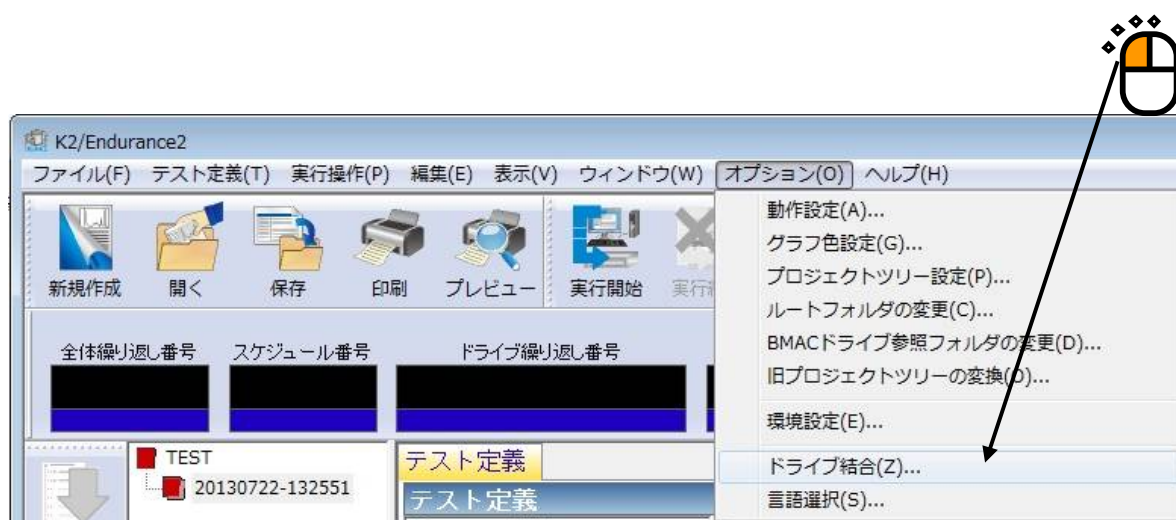 K2/Endurance2
ファイル(F) テスト定義(T) 実行操作(P) 編集(E) 表示(V) ウィンドウ(W) オプション(O) ヘルプ(H)
新規作成 開く 保存 印刷 プレビュー 実行開始
動作設定(A)...
グラフ色設定(G)...
プロジェクトツリー設定(P)...
ルートフォルダの変更(C)...
BMACドライブ参照フォルダの変更(D)...
旧プロジェクトツリーの変換(O)...
環境設定(E)...
ドライブ結合(Z)...
言語選択(S)...
全体繰り返し番号 スケジュール番号 ドライブ繰り返し番号
TEST
20130722-132551
テスト定義
テスト定義